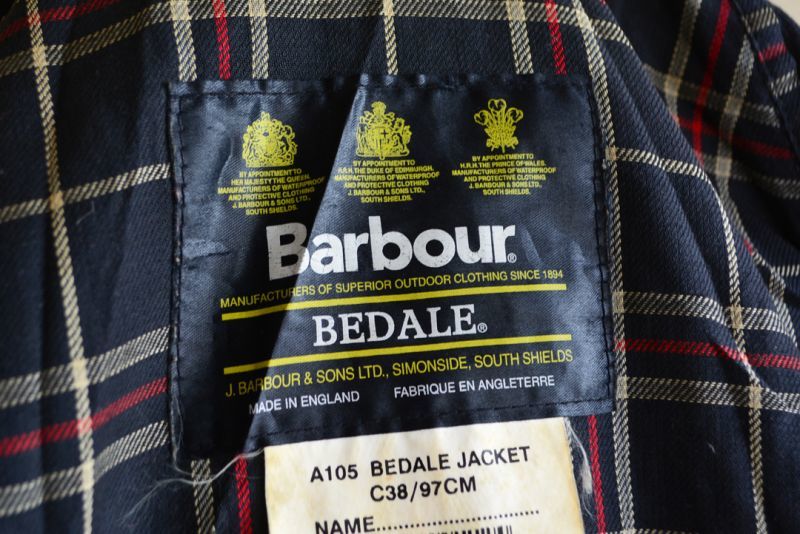 BY APPOINTMENT TO
HER MAJESTY THE QUEEN.
MANUFACTURERS OF WATERPROOF
AND PROTECTIVE CLOTHING
J. BARBOUR & SONS LTD.,
SOUTH SHIELDS.
BY APPOINTMENT TO
H.R.H. THE DUKE OF EDINBURGH.
MANUFACTURERS OF WATERPROOF
AND PROTECTIVE CLOTHING
J. BARBOUR & SONS LTD.,
SOUTH SHIELDS.
BY APPOINTMENT TO
H.R.H. THE PRINCE OF WALES.
MANUFACTURERS OF WATERPROOF
AND PROTECTIVE CLOTHING
J. BARBOUR & SONS LTD.,
SOUTH SHIELDS.
Barbour®
MANUFACTURERS OF SUPERIOR OUTDOOR CLOTHING SINCE 1894
BEDALE®
J. BARBOUR & SONS LTD., SIMONSIDE, SOUTH SHIELDS
MADE IN ENGLAND FABRIQUE EN ANGLETERRE
A105 BEDALE JACKET
C38/97CM
NAME..............................